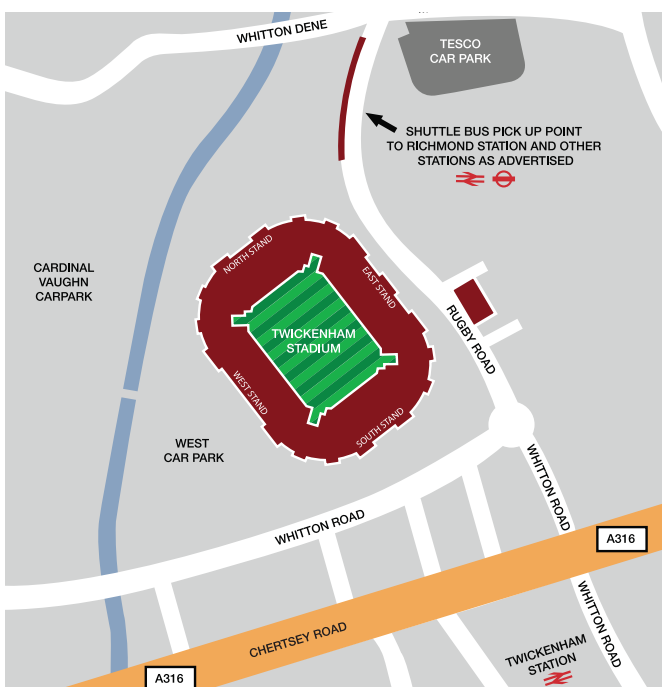 WHITTON DENE
TESCO
CAR PARK
SHUTTLE BUS PICK UP POINT
TO RICHMOND STATION AND OTHER
STATIONS AS ADVERTISED
NORTH STAND
EAST STAND
CARDINAL
VAUGHN
CARPARK
TWICKENHAM
STADIUM
RUGBY ROAD
WEST STAND
SOUTH STAND
WEST
CAR PARK
WHITTON ROAD
WHITTON ROAD
A316
CHERTSEY ROAD
WHITTON ROAD
TWICKENHAM
STATION
A316